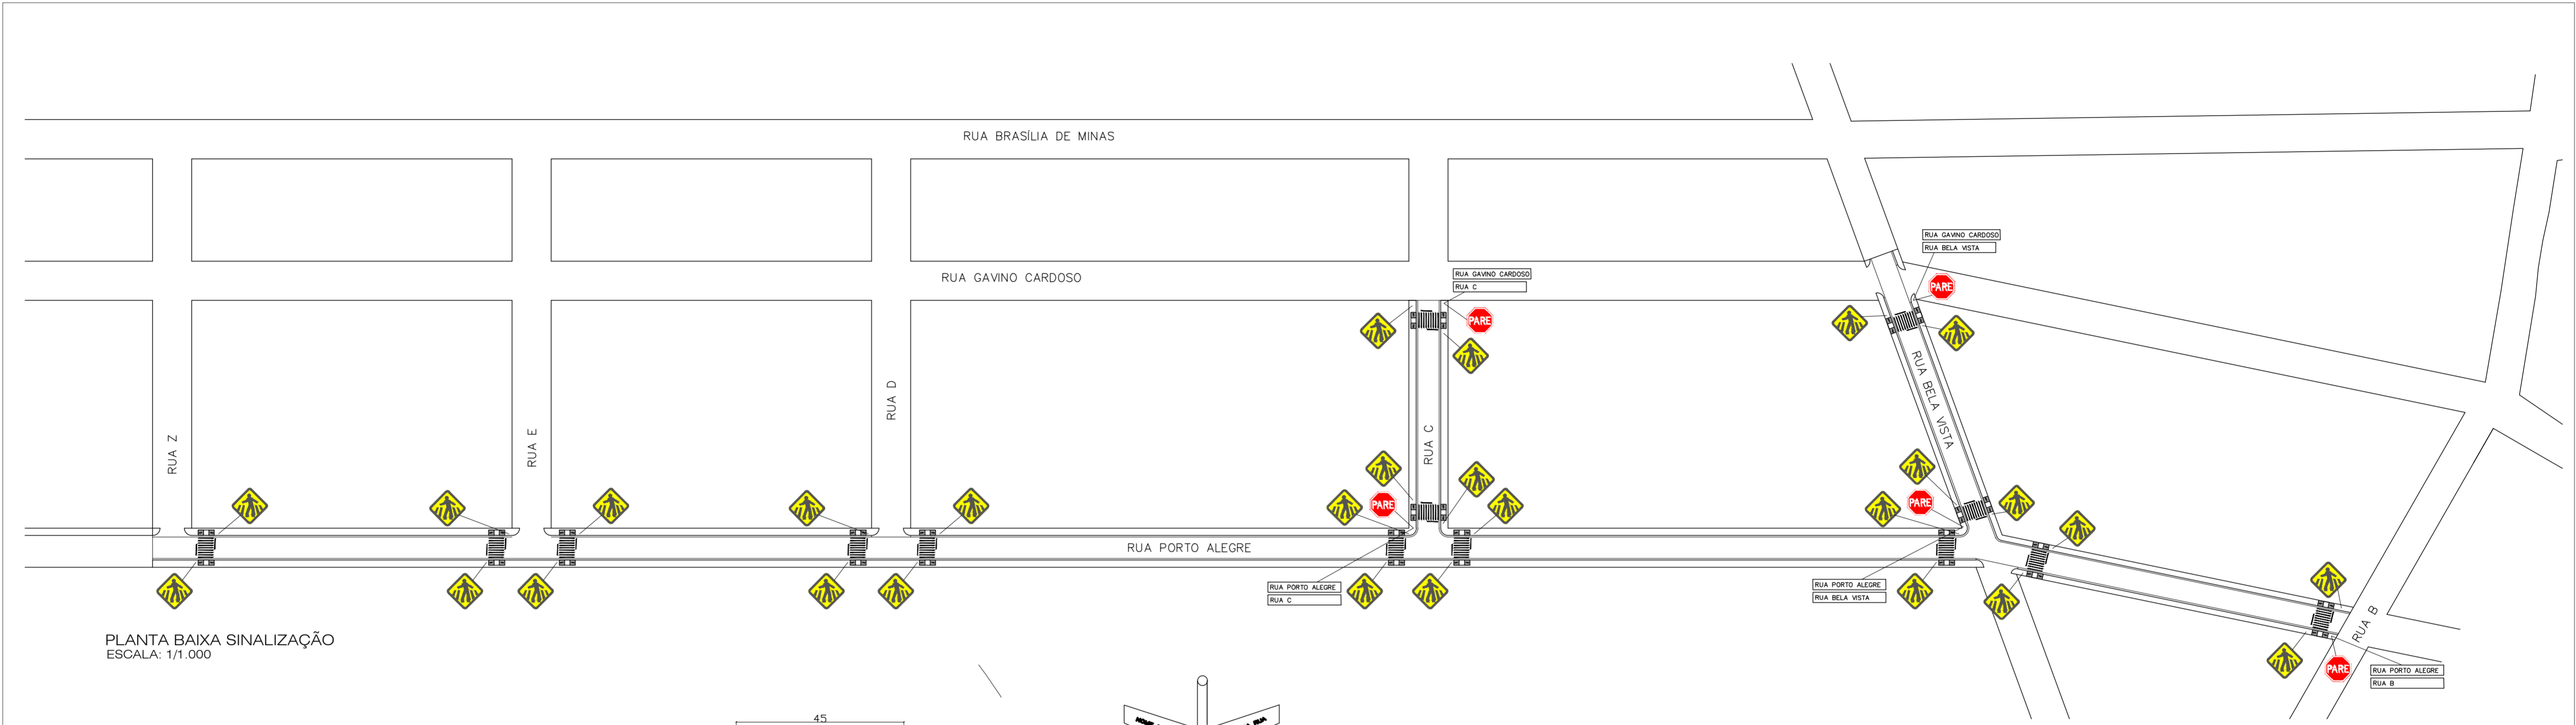 RUA BRASÍLIA DE MINAS
RUA GAVINO CARDOSO
RUA BELA VISTA
RUA GAVINO CARDOSO
RUA C
RUA GAVINO CARDOSO
PARE
PARE
RUA BELA VISTA
RUA D
RUA Z
RUA E
RUA C
PARE
PARE
RUA PORTO ALEGRE
RUA PORTO ALEGRE
RUA C
RUA PORTO ALEGRE
RUA BELA VISTA
RUA B
PARE
RUA PORTO ALEGRE
RUA B
PLANTA BAIXA SINALIZAÇÃO
ESCALA: 1/1.000
45